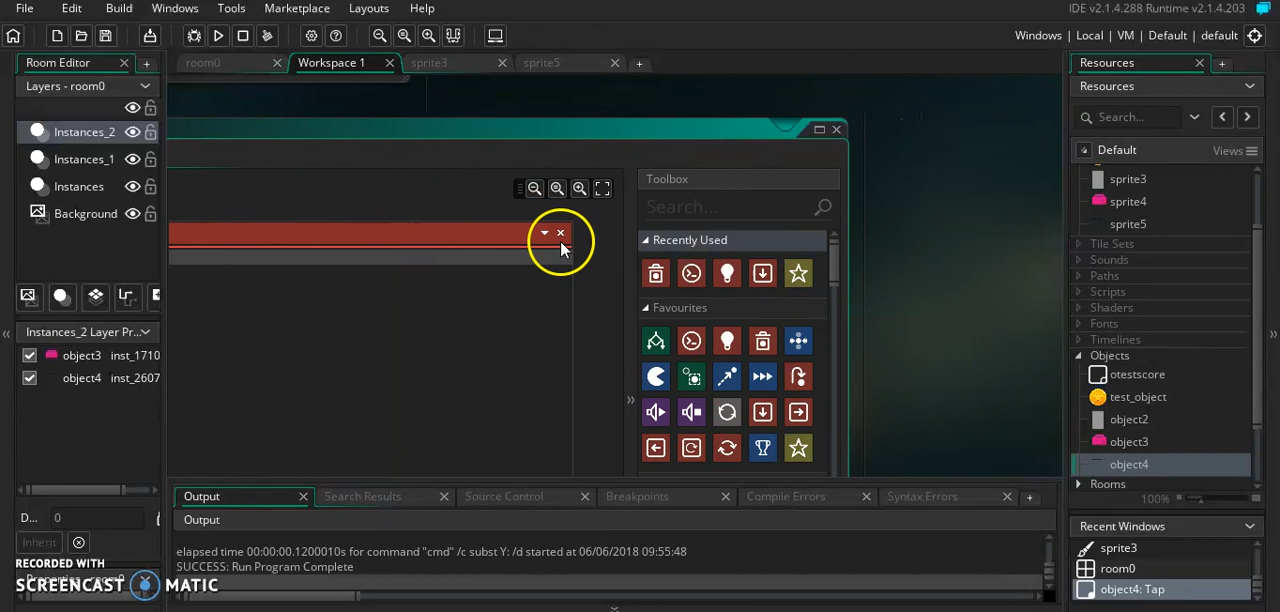 File Edit Build Windows Tools Marketplace Layouts Help
IDE v2.1.4.288 Runtime v2.1.4.203
Windows | Local | VM | Default | default
Room Editor
room0
Workspace 1
sprite3
sprite5
Resources
Layers - room0
Resources
Search...
Instances_2
Instances_1
Instances
Background
Default
Views
sprite3
sprite4
sprite5
Tile Sets
Sounds
Paths
Scripts
Shaders
Fonts
Timelines
Objects
otestscore
test_object
object2
object3
object4
Rooms
100%
Toolbox
Search...
Recently Used
Favourites
Instances_2 Layer Pr...
object3 inst_1710
object4 inst_2607
D... 0
Inherit
Properties - room0
Output
Search Results
Source Control
Breakpoints
Compile Errors
Syntax Errors
Output
elapsed time 00:00:00.1200010s for command "cmd" /c subst Y: /d started at 06/06/2018 09:55:48
SUCCESS: Run Program Complete
Recent Windows
sprite3
room0
object4: Tap
RECORDED WITH
SCREENCAST MATIC